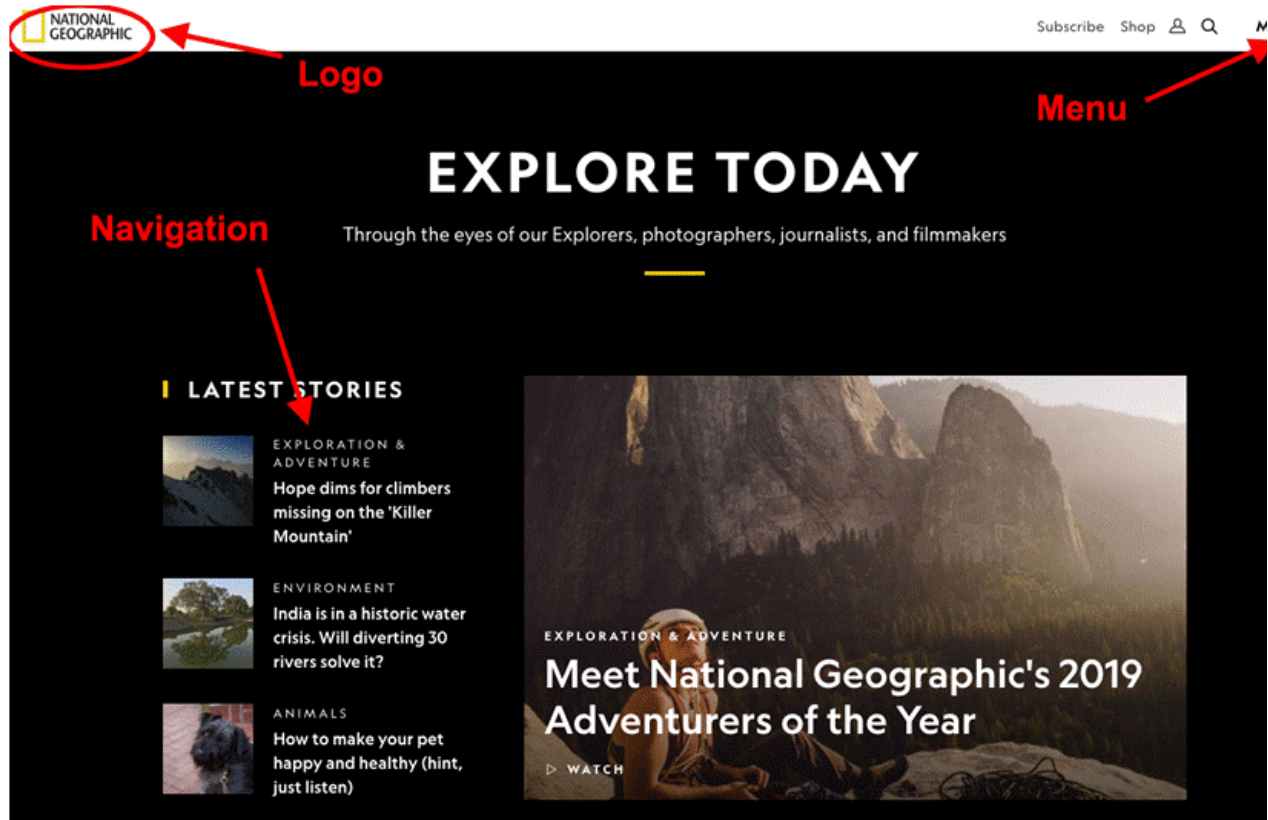 NATIONAL
GEOGRAPHIC
Subscribe Shop
Logo
Menu
EXPLORE TODAY
Navigation
Through the eyes of our Explorers, photographers, journalists, and filmmakers
LATEST STORIES
EXPLORATION &
ADVENTURE
Hope dims for climbers
missing on the 'Killer
Mountain'
ENVIRONMENT
India is in a historic water
crisis. Will diverting 30
rivers solve it?
ANIMALS
How to make your pet
happy and healthy (hint,
just listen)
EXPLORATION & ADVENTURE
Meet National Geographic's 2019
Adventurers of the Year
WATCH